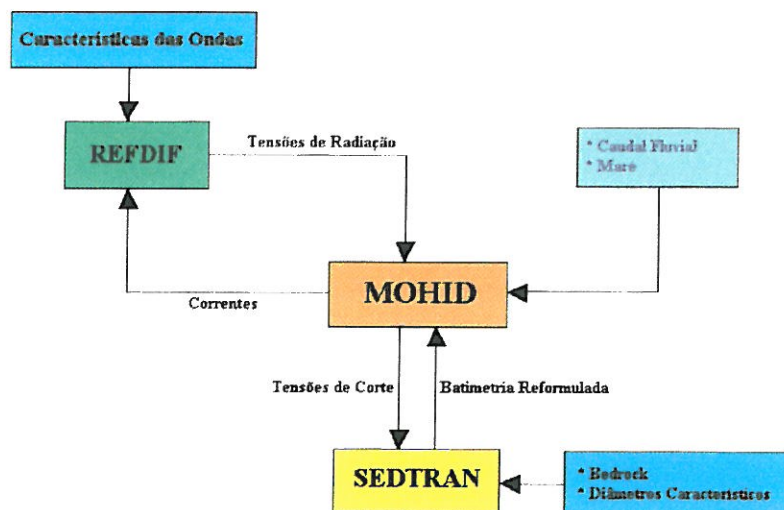 Características das Ondas
REFDIF
Tensões de Radiação
* Caudal Fluvial
* Maré
MOHID
Correntes
Tensões de Corte
Batimetria Reformulada
SEDTRAN
* Bedrock
* Diâmetros Característicos